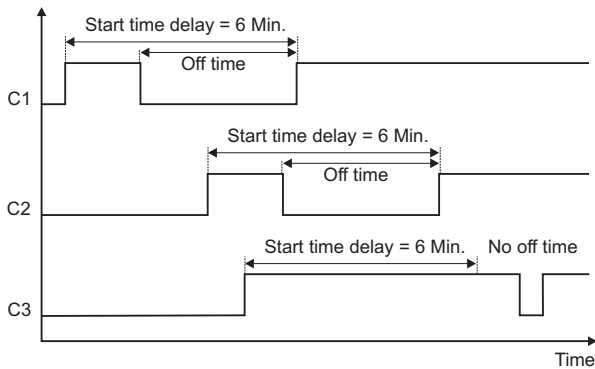 Start time delay = 6 Min.
Off time
C1
Start time delay = 6 Min.
Off time
C2
Start time delay = 6 Min.
No off time
C3
Time